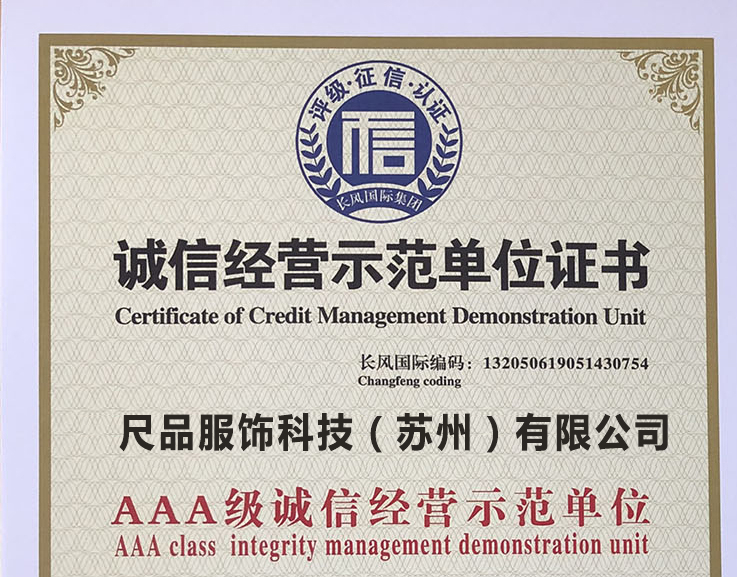 评级·征信·认证
信
长风国际集团
诚信经营示范单位证书
Certificate of Credit Management Demonstration Unit
长风国际编码：132050619051430754
Changfeng coding
尺品服饰科技（苏州）有限公司
AAA级诚信经营示范单位
AAA class integrity management demonstration unit